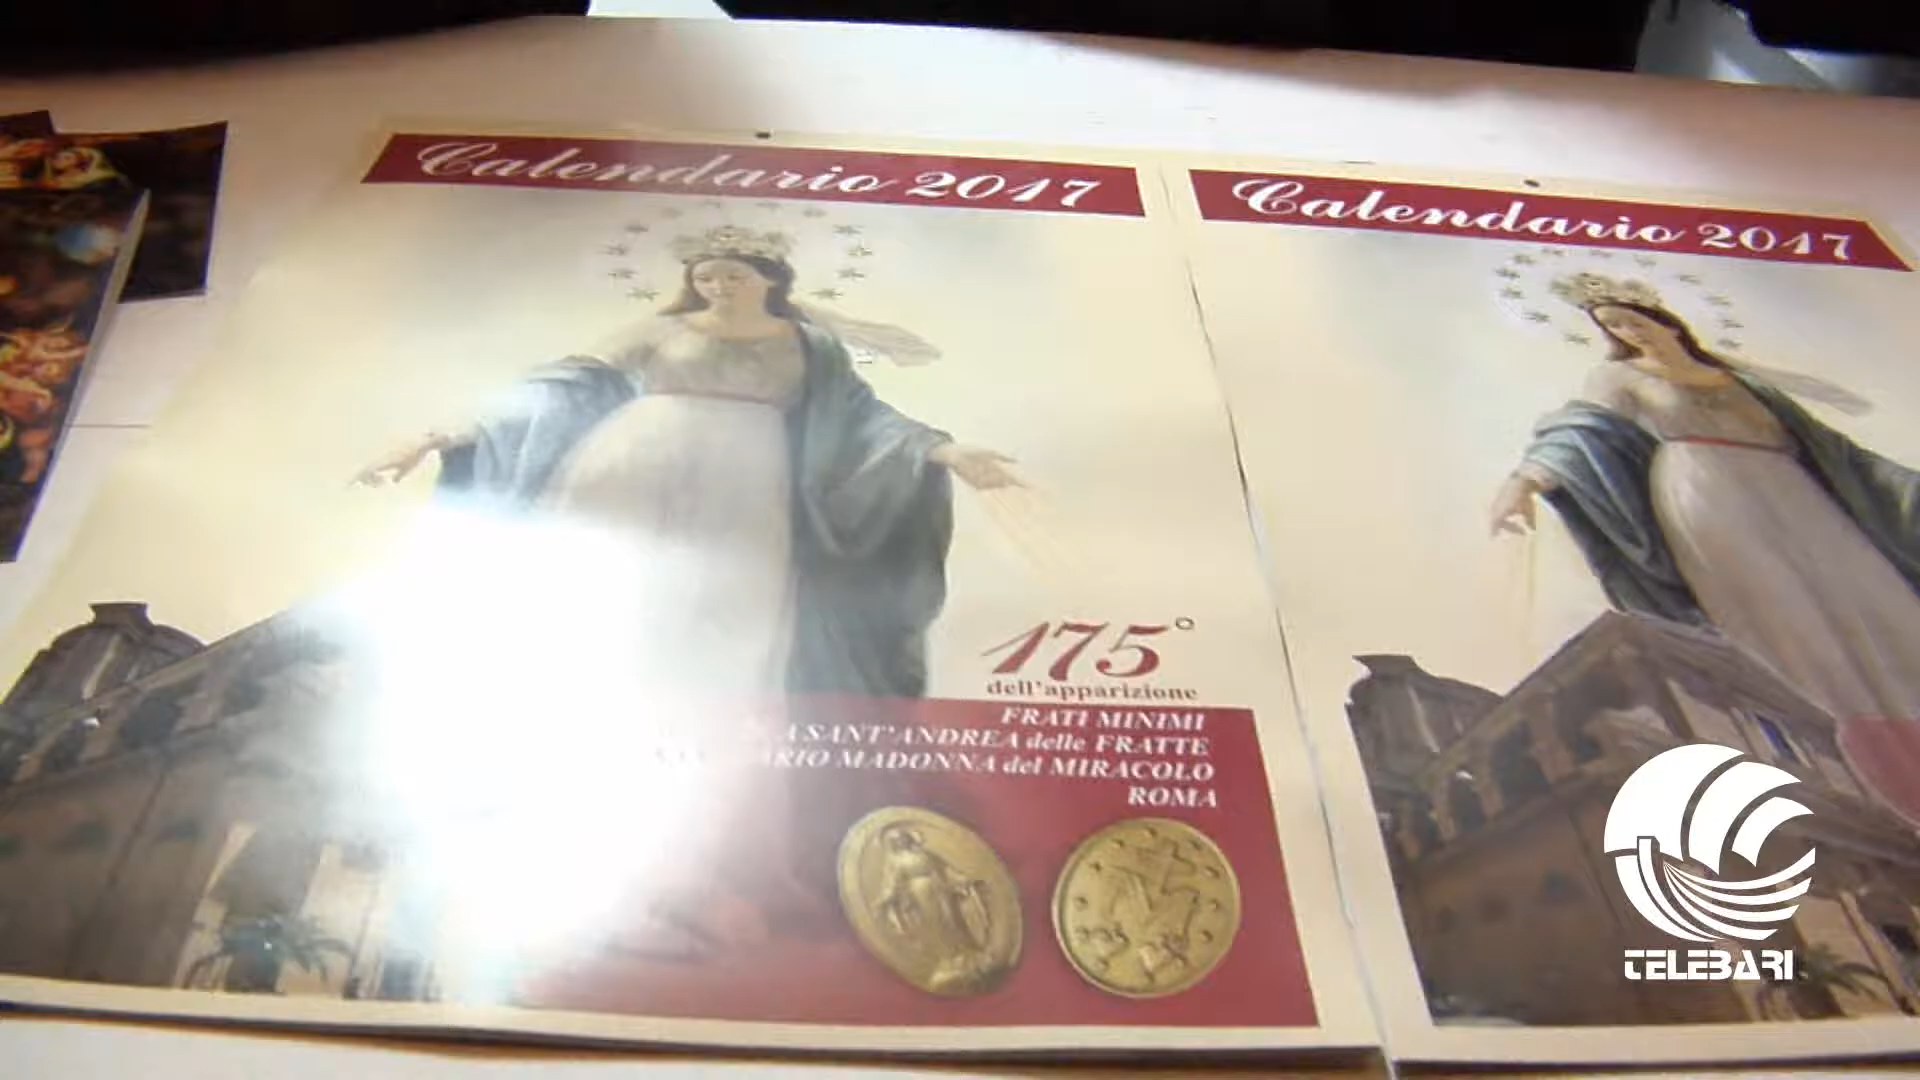 Calendario 2017
Calendario 2017
175°
dell'apparizione
FRATI MINIMI
SANT'ANDREA delle FRATTE
MADONNA del MIRACOLO
ROMA
TELEBARI